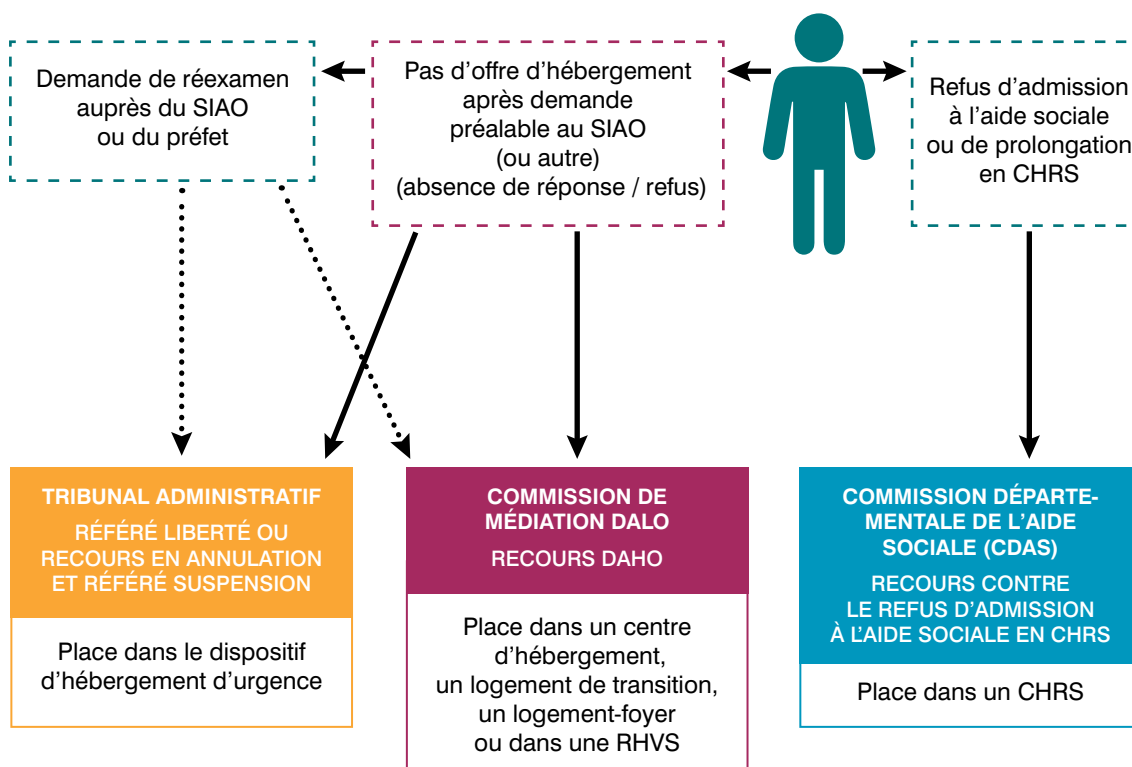 Demande de réexamen
auprès du SIAO
ou du préfet
Pas d’offre d’hébergement
après demande
préalable au SIAO
(ou autre)
(absence de réponse / refus)
Refus d’admission
à l’aide sociale
ou de prolongation
en CHRS
TRIBUNAL ADMINISTRATIF
RÉFÉRÉ LIBERTÉ OU
RECOURS EN ANNULATION
ET RÉFÉRÉ SUSPENSION
Place dans le dispositif
d’hébergement d’urgence
COMMISSION DE
MÉDIATION DALO
RECOURS DAHO
Place dans un centre
d’hébergement,
un logement de transition,
un logement-foyer
ou dans une RHVS
COMMISSION DÉPARTE-
MENTALE DE L’AIDE
SOCIALE (CDAS)
RECOURS CONTRE
LE REFUS D’ADMISSION
À L’AIDE SOCIALE EN CHRS
Place dans un CHRS